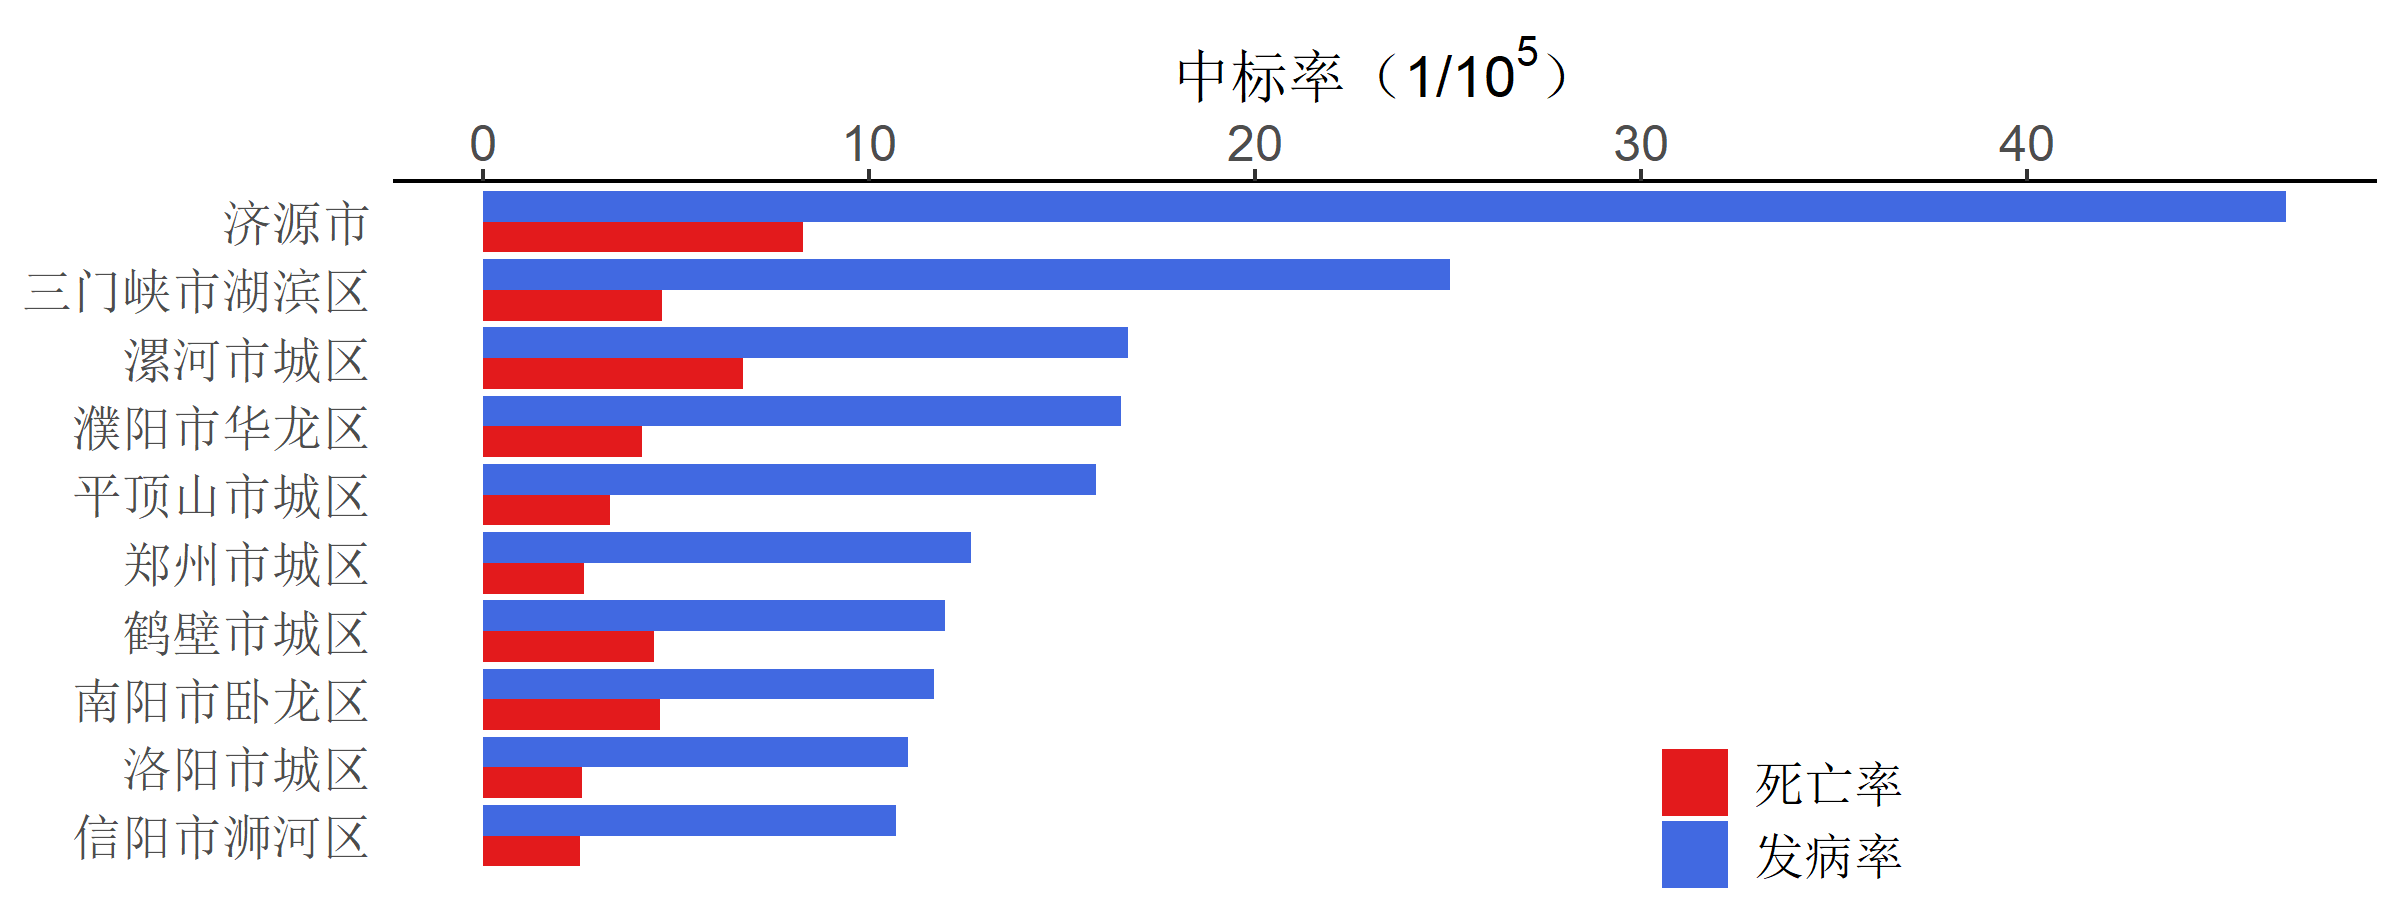 中标率（1/10⁵）
0 10 20 30 40
济源市
三门峡市湖滨区
漯河市城区
濮阳市华龙区
平顶山市城区
郑州市城区
鹤壁市城区
南阳市卧龙区
洛阳市城区
信阳市浉河区
死亡率
发病率